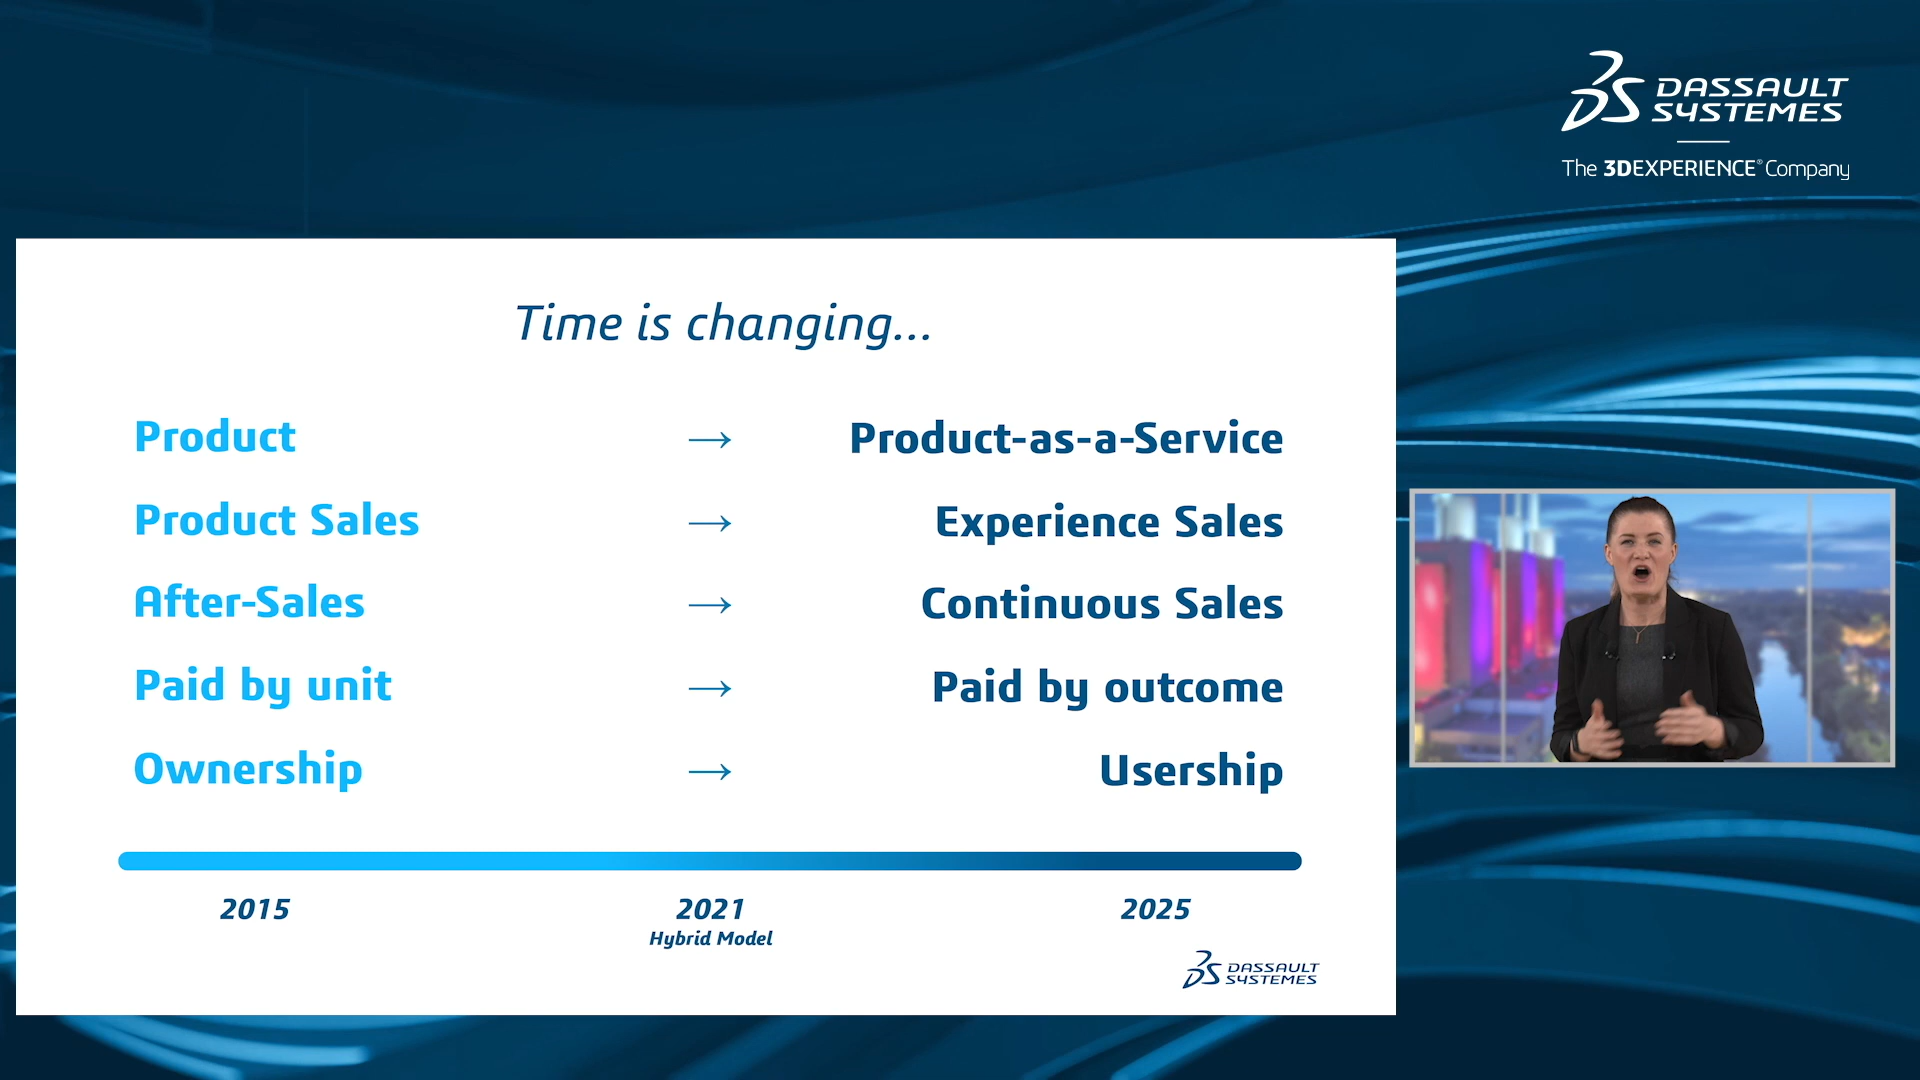 DASSAULT
SYSTEMES
The 3DEXPERIENCE® Company
Time is changing...
Product → Product-as-a-Service
Product Sales → Experience Sales
After-Sales → Continuous Sales
Paid by unit → Paid by outcome
Ownership → Usership
2015 2021 2025
Hybrid Model
DASSAULT
SYSTEMES